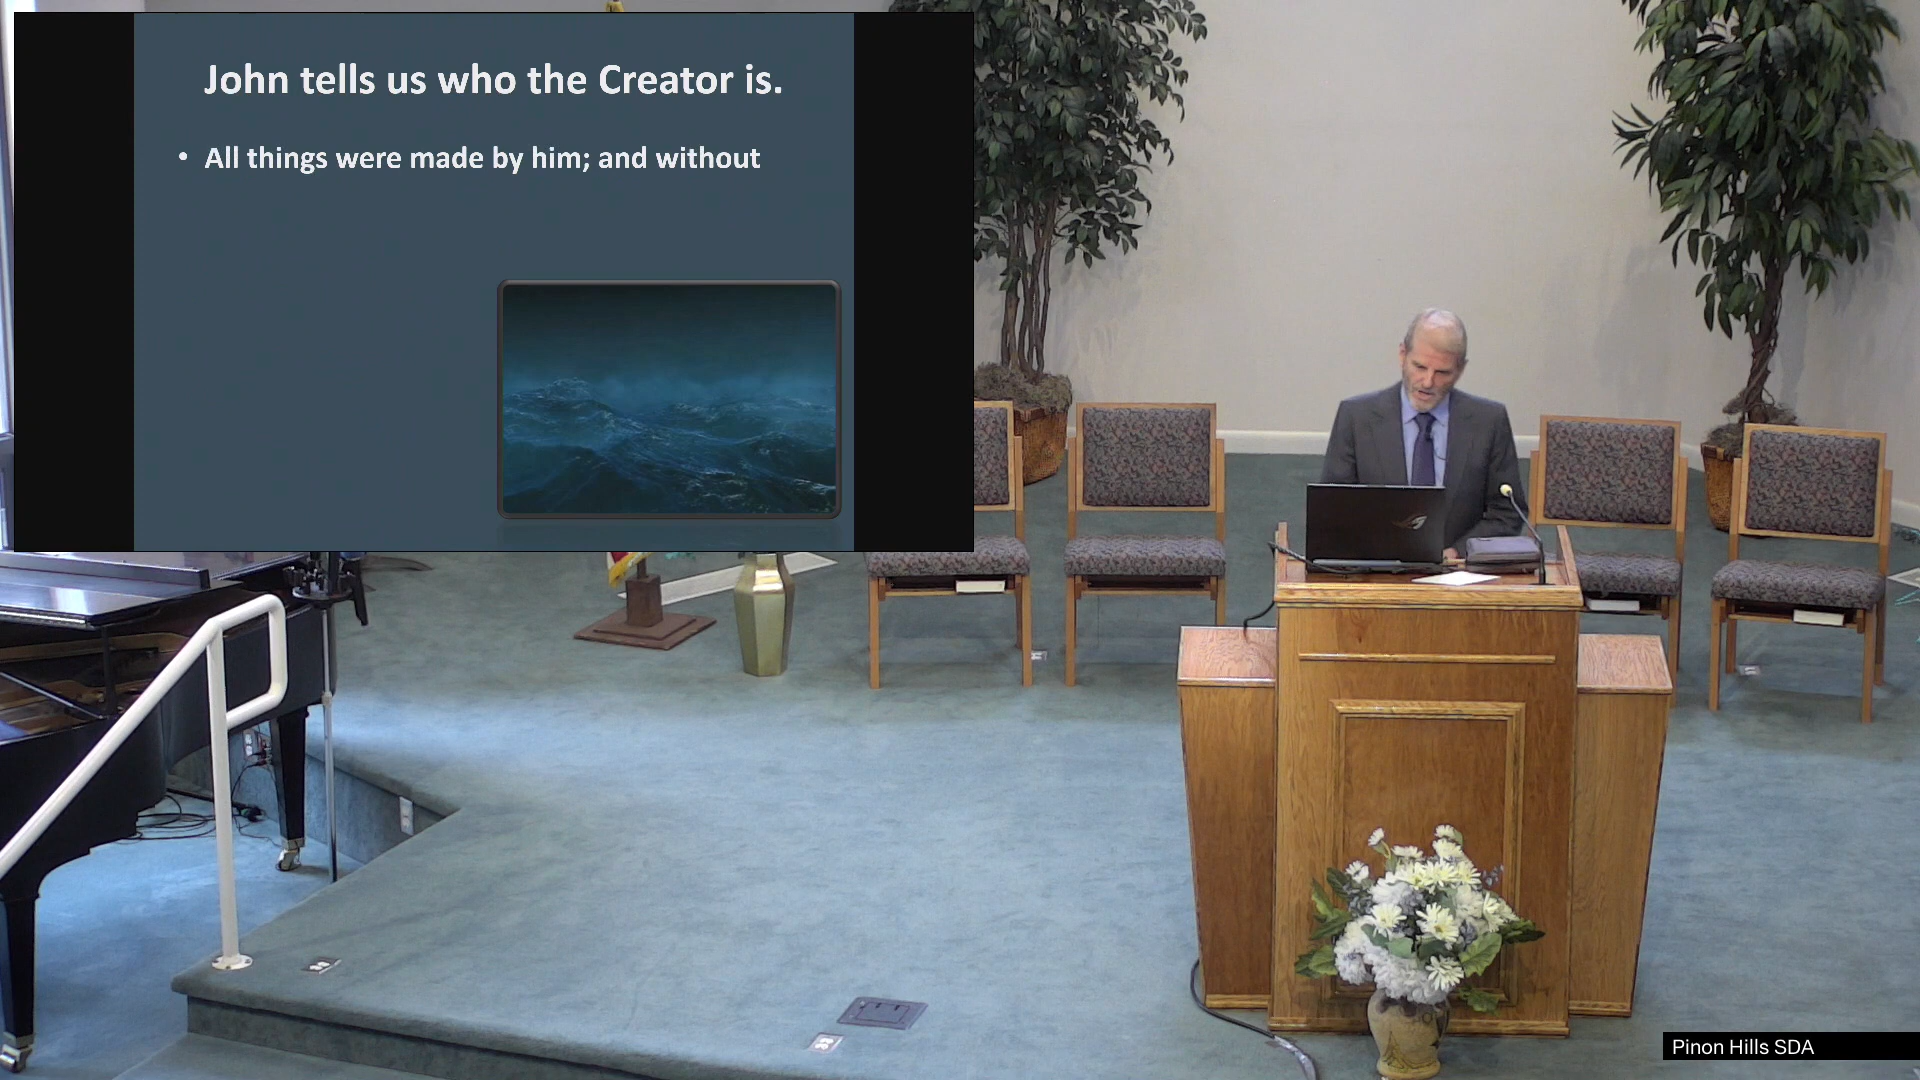 John tells us who the Creator is.
• All things were made by him; and without
Pinon Hills SDA